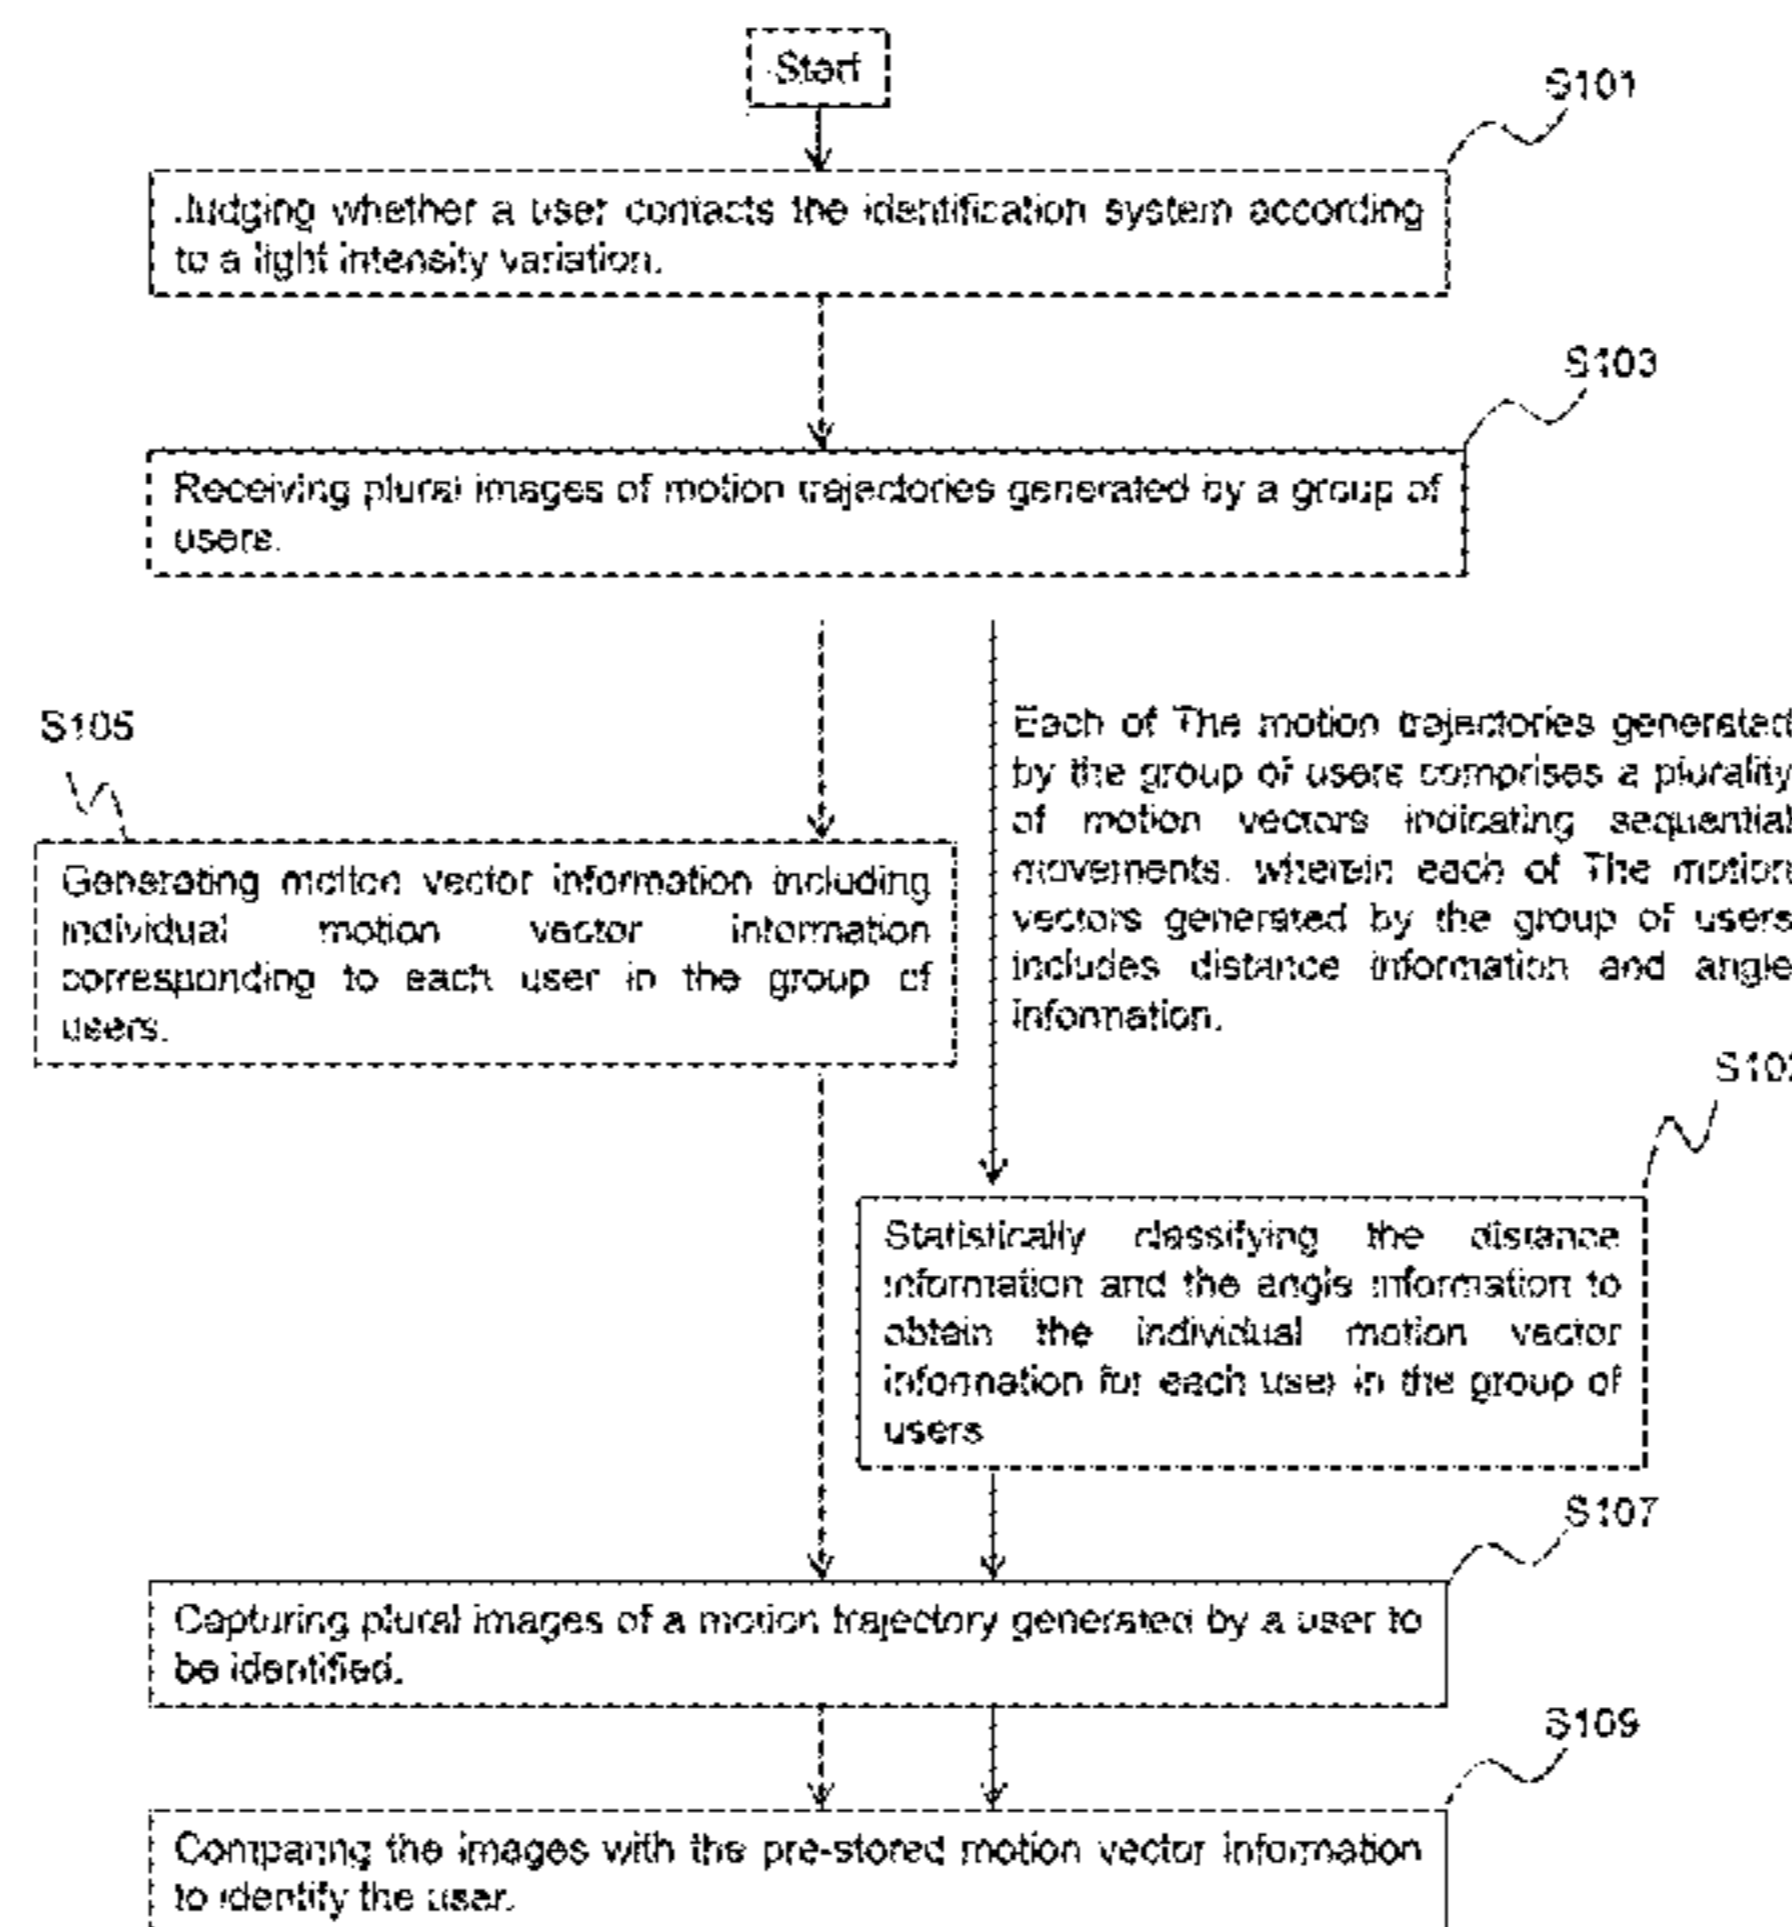 Start
S101
Judging whether a user contacts the identification system according
to a light intensity variation.
S103
Receiving plural images of motion trajectories generated by a group of
users.
S105
Each of The motion trajectories generated
by the group of users comprises a plurality
of motion vectors indicating sequential
movements, wherein each of The motion
vectors generated by the group of users
includes distance information and angle
information.
Generating motion vector information including
individual motion vector information
corresponding to each user in the group of
users.
Statistically classifying the distance
information and the angle information to
obtain the individual motion vector
information for each user in the group of
users
S107
Capturing plural images of a motion trajectory generated by a user to
be identified.
S109
Comparing the images with the pre-stored motion vector information
to identify the user.